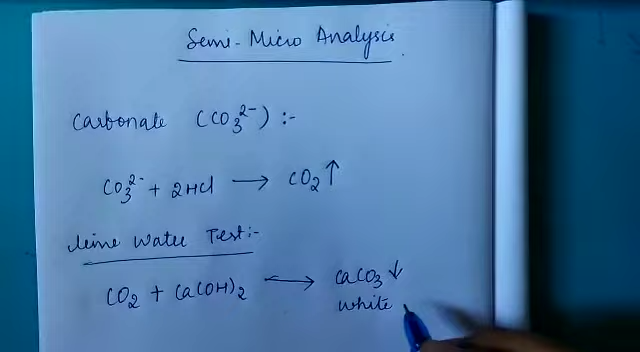 Semi-Micro Analysis
Carbonate (CO₃²⁻) :-
CO₃²⁻ + 2HCl → CO₂↑
Lime Water Test:-
CO₂ + Ca(OH)₂ → CaCO₃↓
White